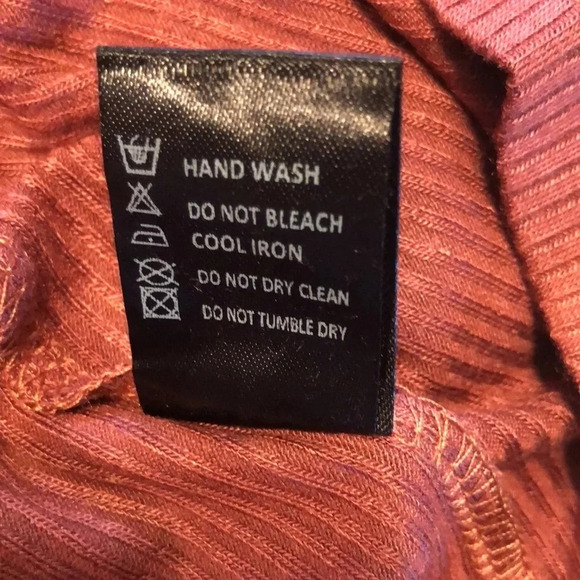 HAND WASH
DO NOT BLEACH
COOL IRON
DO NOT DRY CLEAN
DO NOT TUMBLE DRY